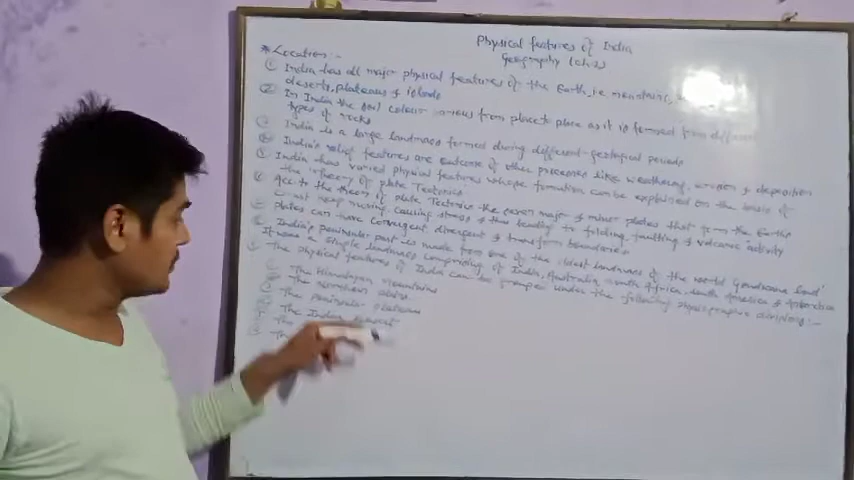 Physical features of India
Geography (ch-2)
* Location :-
① India has all major physical features of the Earth, i.e mountains,
deserts, plateaus & islands
② In India the soil colour various from place to place as it is formed from different
types of rocks
③ India is a large landmass formed during different geological periods
④ India's relief features are outcome of other processes like weathering, erosion & deposition
⑤ India has varied physical features whose formation can be explained on the basis of
the theory of plate Tectonics
⑥ Acc. to the theory of plate Tectonics the seven major & minor plates that form the Earth's
crust keep moving, causing stress & thus leading to folding, faulting & volcanic activity
⑦ Plates can have convergent divergent & transform boundaries
⑧ India's peninsular part is made from one of the oldest landmass of the world Gondwana land
It was a single landmass comprising of India, Australia, south Africa, south America & Antarctica
⑨ The physical features of India can be grouped under the following physiographic divisions :-
① The Himalayan mountains
② The northern plains
③ The peninsular plateaus
④ The Indian desert
The